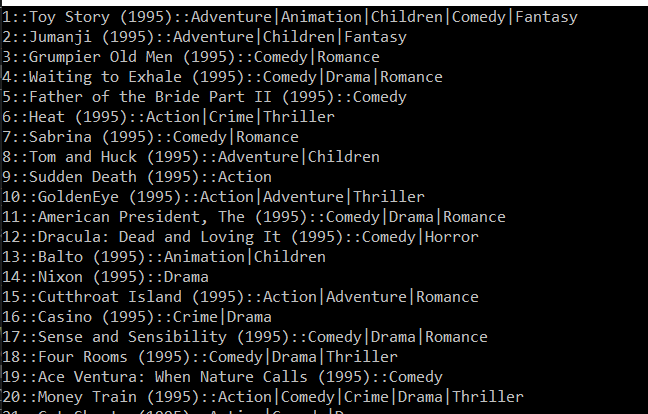 1::Toy Story (1995)::Adventure|Animation|Children|Comedy|Fantasy
2::Jumanji (1995)::Adventure|Children|Fantasy
3::Grumpier Old Men (1995)::Comedy|Romance
4::Waiting to Exhale (1995)::Comedy|Drama|Romance
5::Father of the Bride Part II (1995)::Comedy
6::Heat (1995)::Action|Crime|Thriller
7::Sabrina (1995)::Comedy|Romance
8::Tom and Huck (1995)::Adventure|Children
9::Sudden Death (1995)::Action
10::GoldenEye (1995)::Action|Adventure|Thriller
11::American President, The (1995)::Comedy|Drama|Romance
12::Dracula: Dead and Loving It (1995)::Comedy|Horror
13::Balto (1995)::Animation|Children
14::Nixon (1995)::Drama
15::Cutthroat Island (1995)::Action|Adventure|Romance
16::Casino (1995)::Crime|Drama
17::Sense and Sensibility (1995)::Comedy|Drama|Romance
18::Four Rooms (1995)::Comedy|Drama|Thriller
19::Ace Ventura: When Nature Calls (1995)::Comedy
20::Money Train (1995)::Action|Comedy|Crime|Drama|Thriller